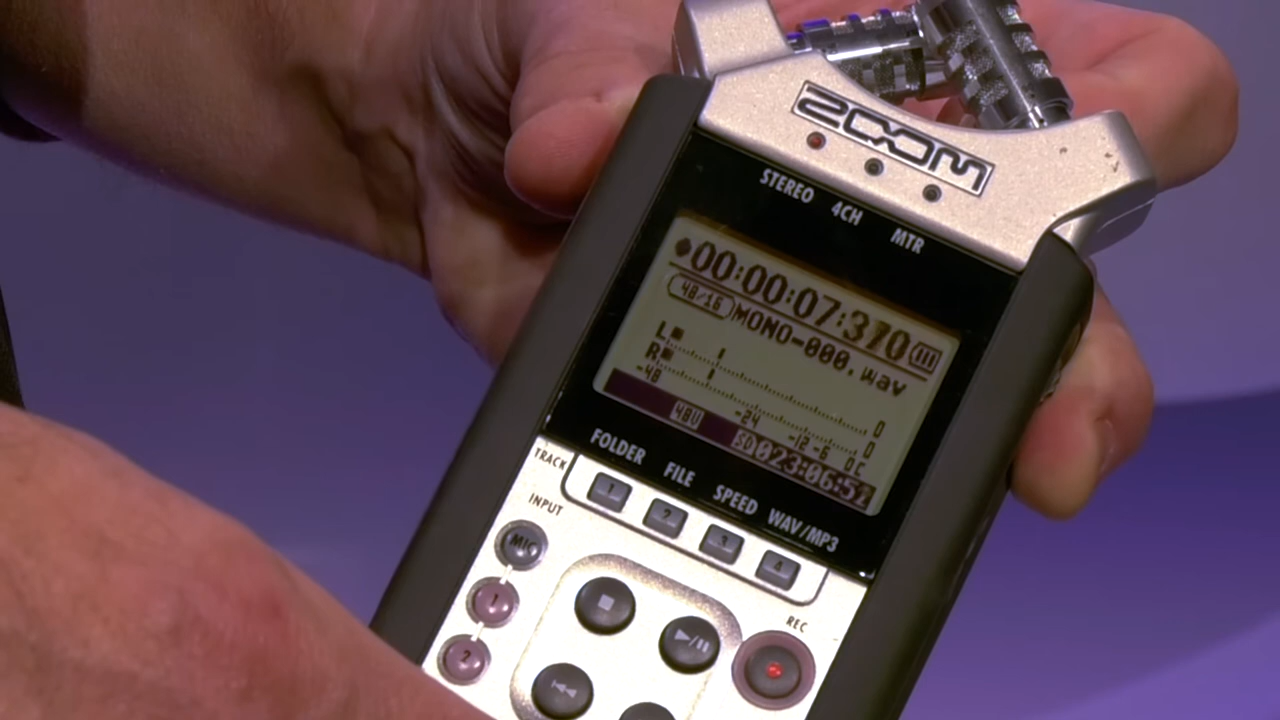 ZOOM
STEREO 4CH MTR
00:00:07:370
48/16 MONO-000.wav
L 0
R 0
-48 -24 -12 -6 0C
48V SD 023:06:52
FOLDER FILE SPEED WAV/MP3
TRACK 1 2 3 4
INPUT
MIC
1
2
REC